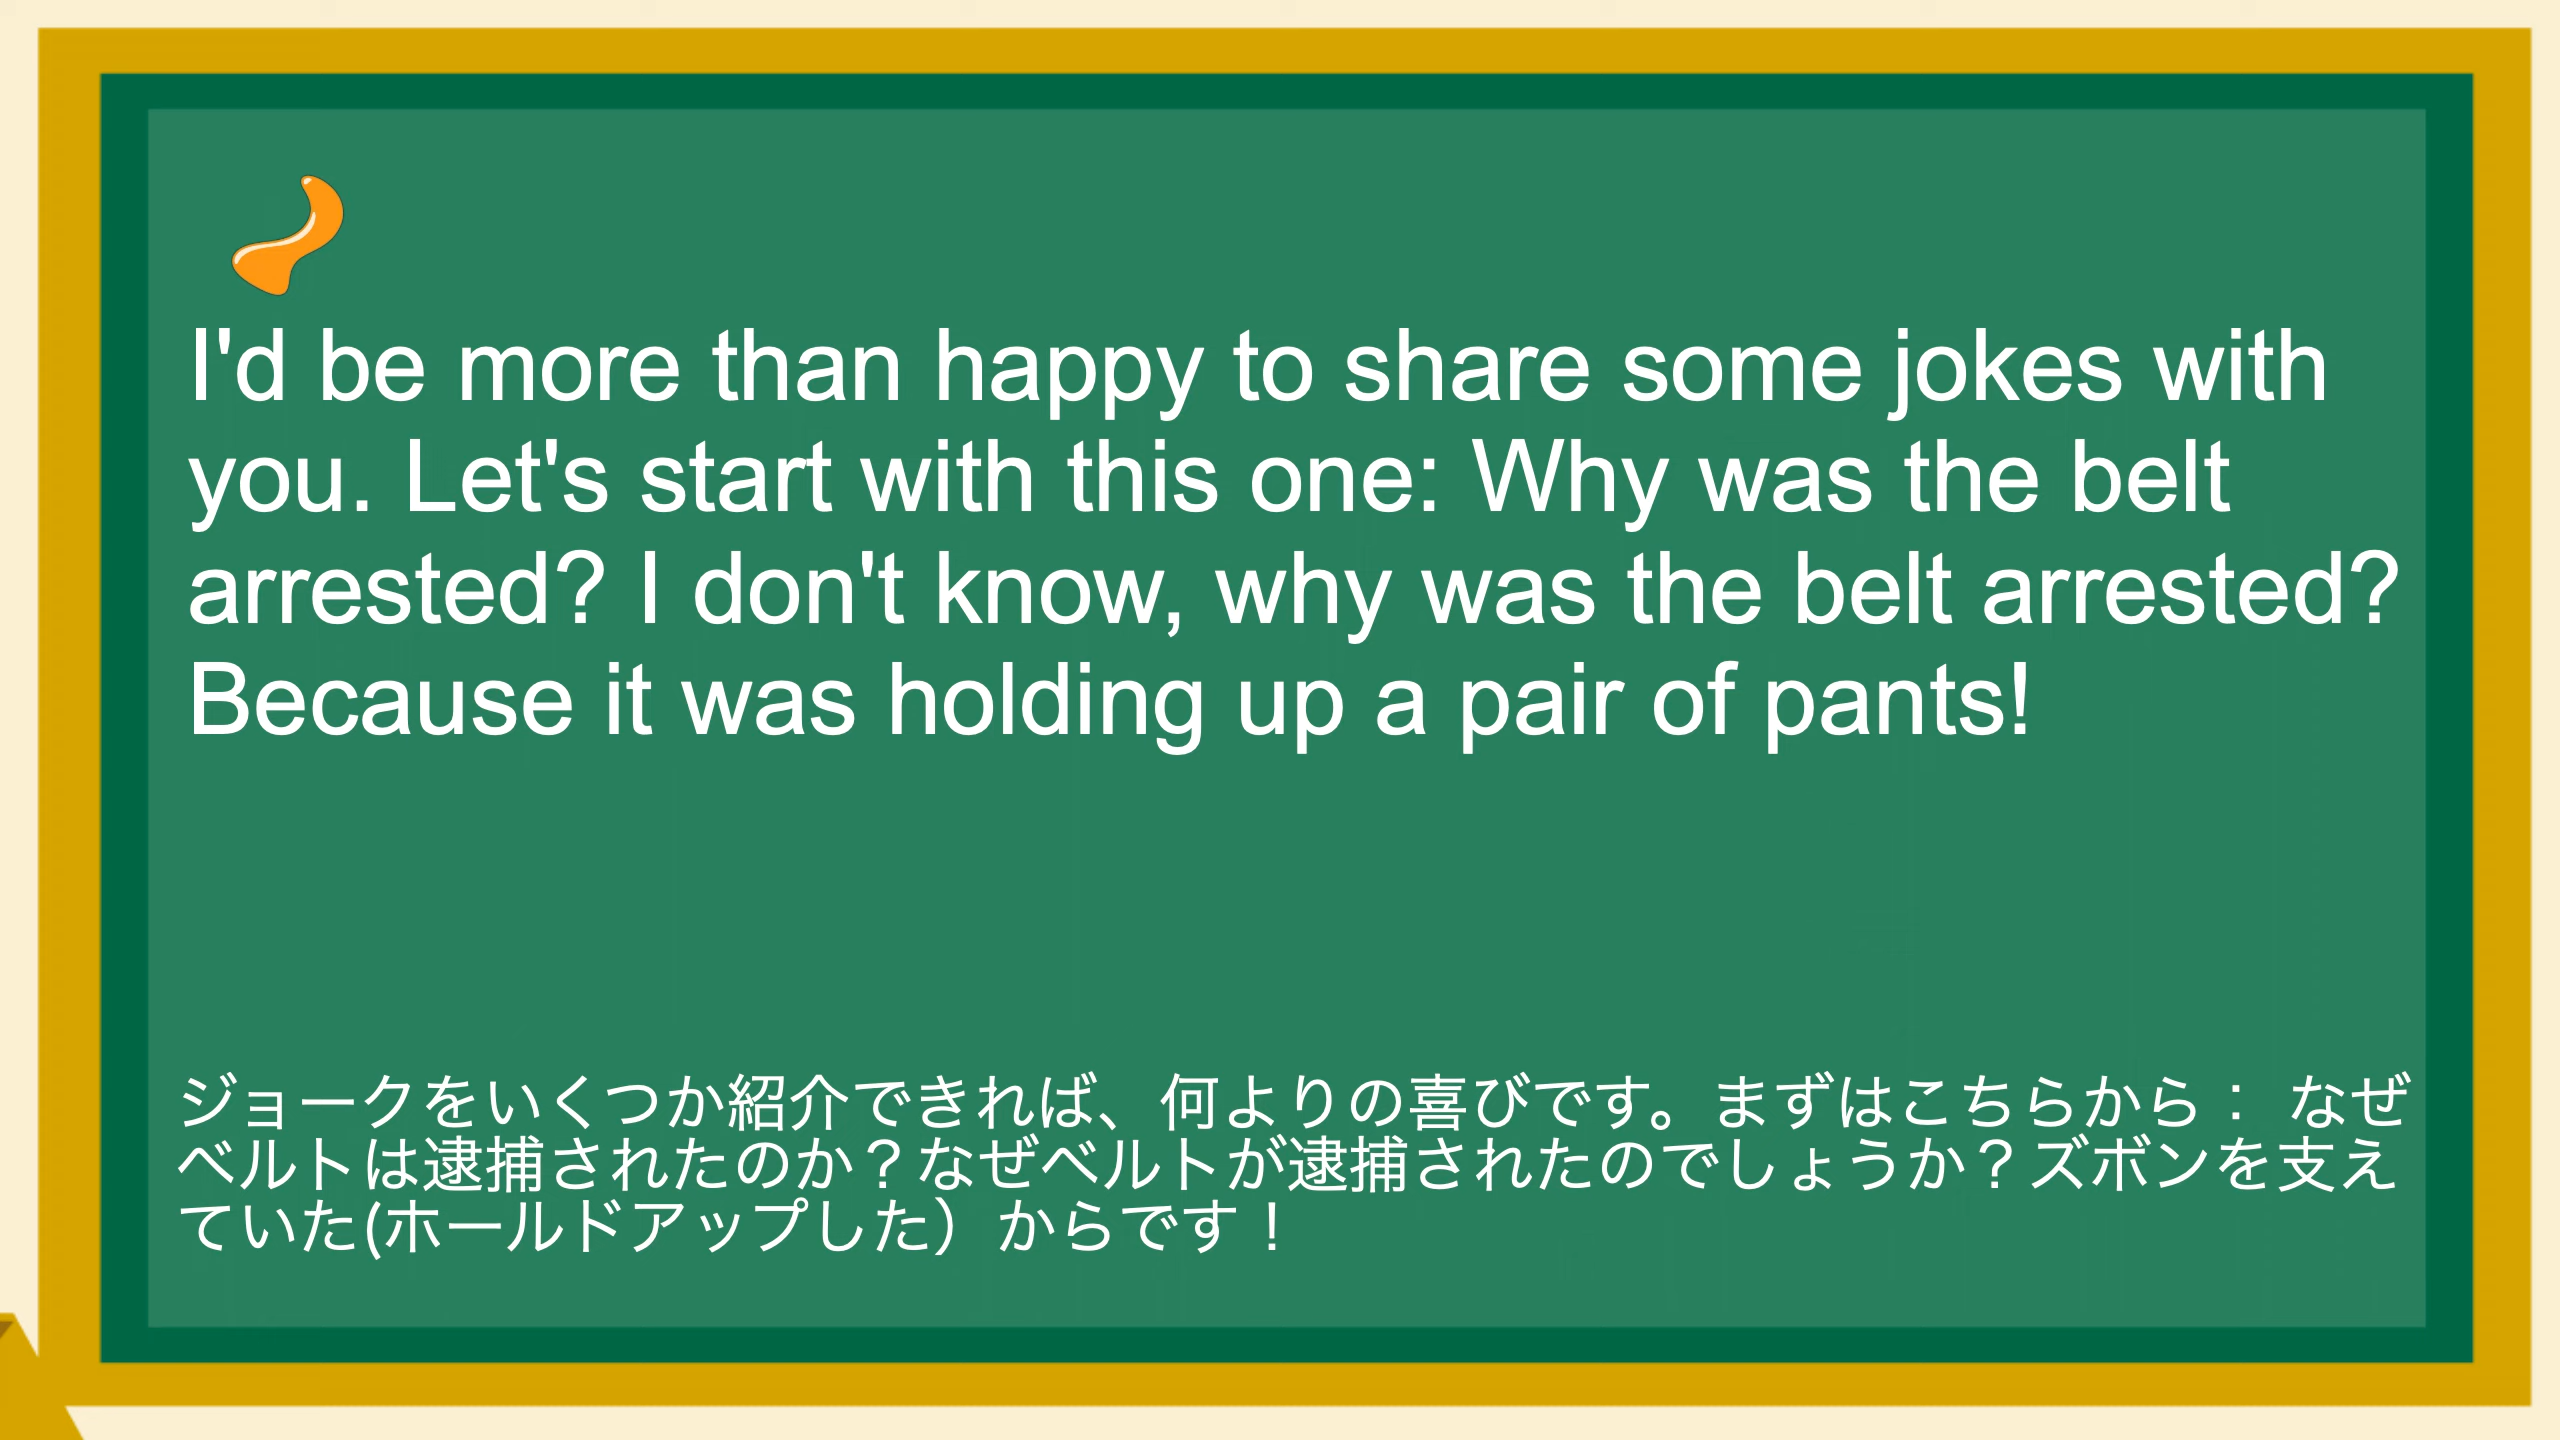 I'd be more than happy to share some jokes with
you. Let's start with this one: Why was the belt
arrested? I don't know, why was the belt arrested?
Because it was holding up a pair of pants!
ジョークをいくつか紹介できれば、何よりの喜びです。まずはこちらから： なぜ
ベルトは逮捕されたのか？なぜベルトが逮捕されたのでしょうか？ズボンを支え
ていた(ホールドアップした）からです！